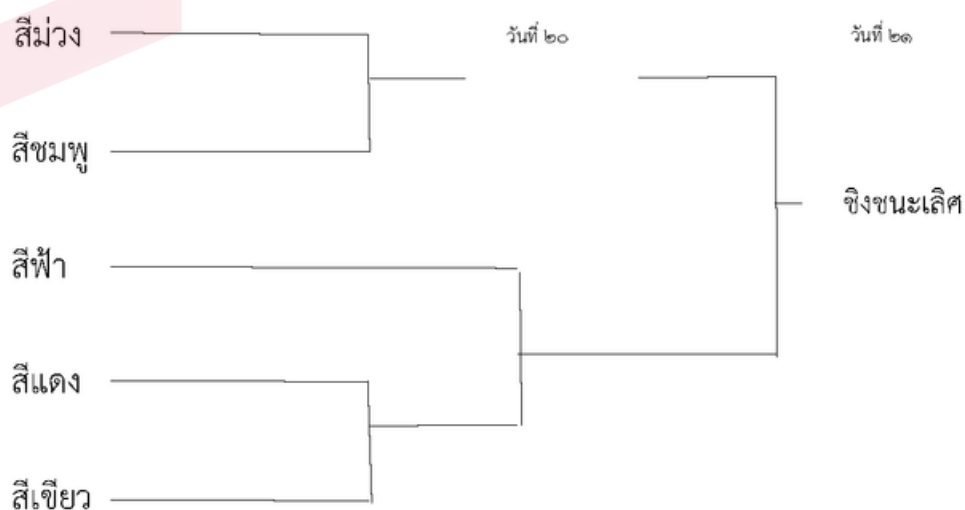 สีม่วง
วันที่ ๒๐
วันที่ ๒๑
สีชมพู
ชิงชนะเลิศ
สีฟ้า
สีแดง
สีเขียว